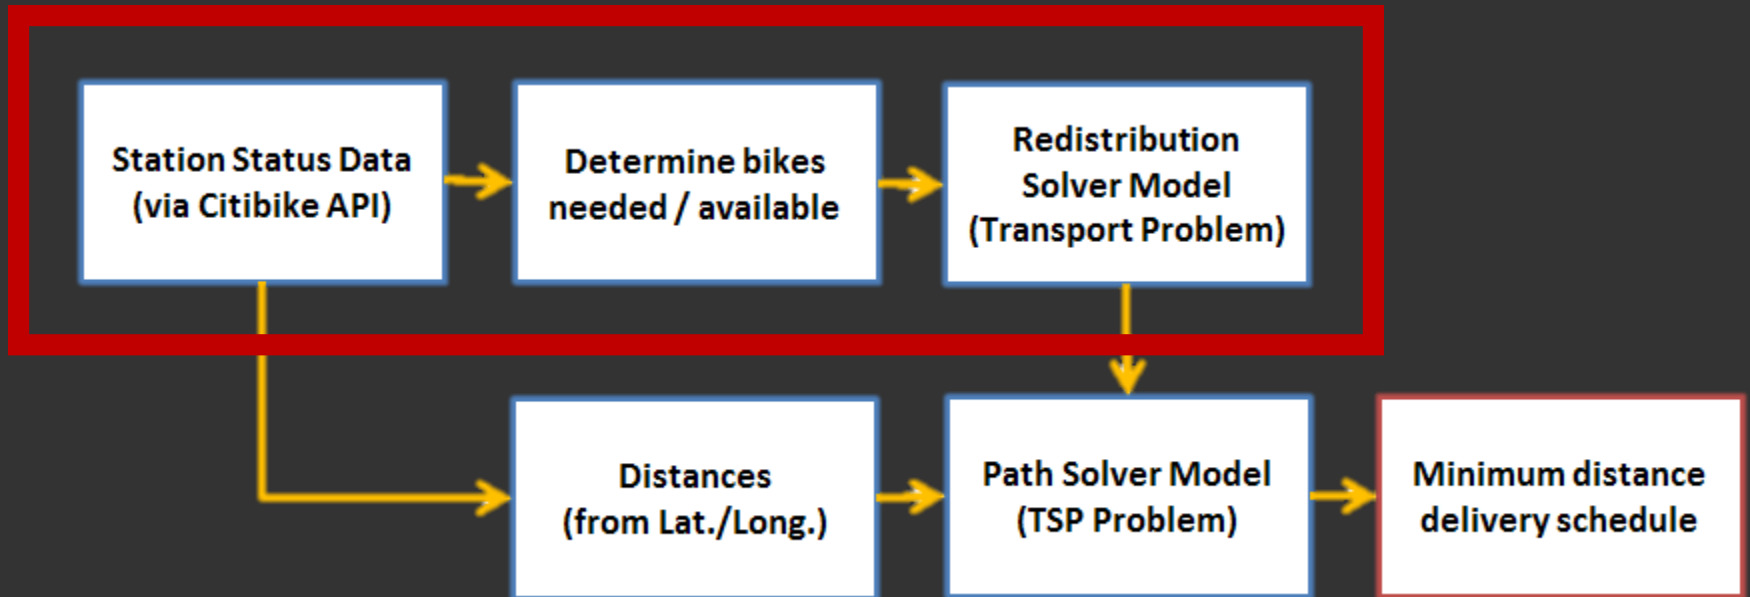 Station Status Data
(via Citibike API)
Determine bikes
needed / available
Redistribution
Solver Model
(Transport Problem)
Distances
(from Lat./Long.)
Path Solver Model
(TSP Problem)
Minimum distance
delivery schedule